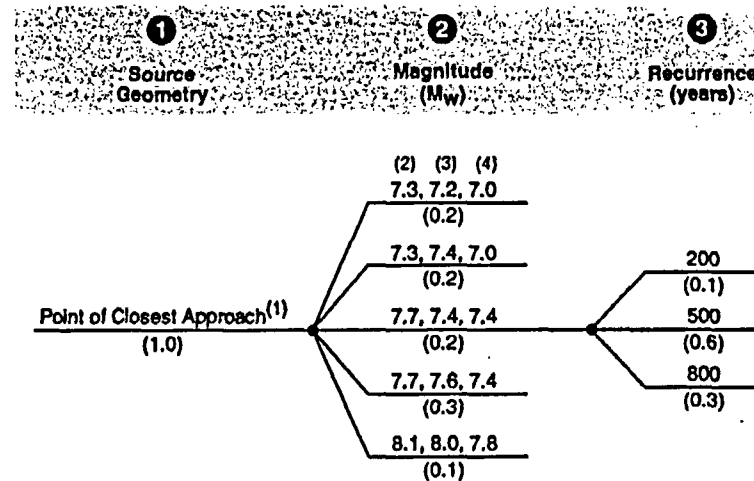 1 2 3
Source Geometry
Magnitude (Mw)
Recurrence (years)
(2) (3) (4)
7.3, 7.2, 7.0
(0.2)
7.3, 7.4, 7.0
(0.2)
Point of Closest Approach(1)
(1.0)
7.7, 7.4, 7.4
(0.2)
7.7, 7.6, 7.4
(0.3)
8.1, 8.0, 7.8
(0.1)
200
(0.1)
500
(0.6)
800
(0.3)